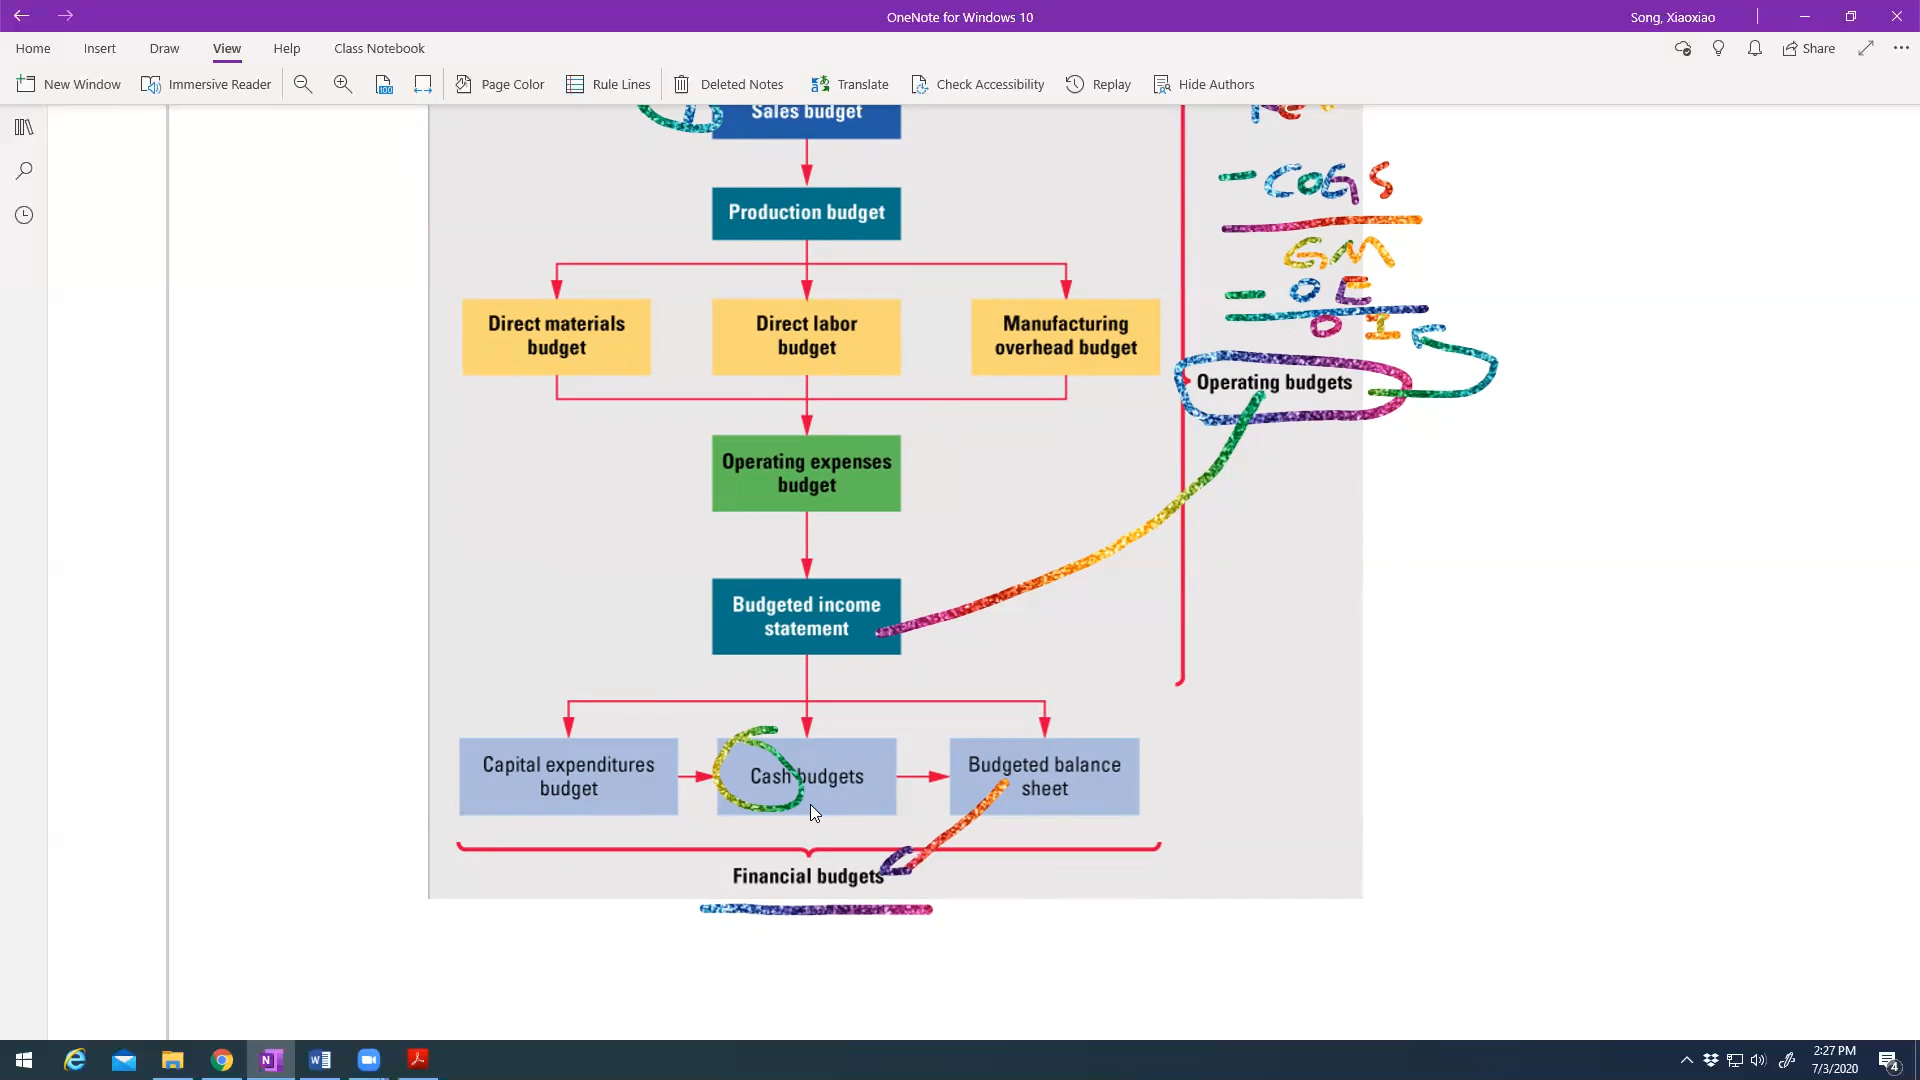 OneNote for Windows 10
Song, Xiaoxiao
Home Insert Draw View Help Class Notebook
Share
New Window Immersive Reader 100 Page Color Rule Lines Deleted Notes Translate Check Accessibility Replay Hide Authors
Sales budget
- COGS
Production budget
GM
- OE
Direct materials
budget
Direct labor
budget
Manufacturing
overhead budget
OI
Operating budgets
Operating expenses
budget
Budgeted income
statement
Capital expenditures
budget
Cash budgets
Budgeted balance
sheet
Financial budgets
2:27 PM
7/3/2020
4